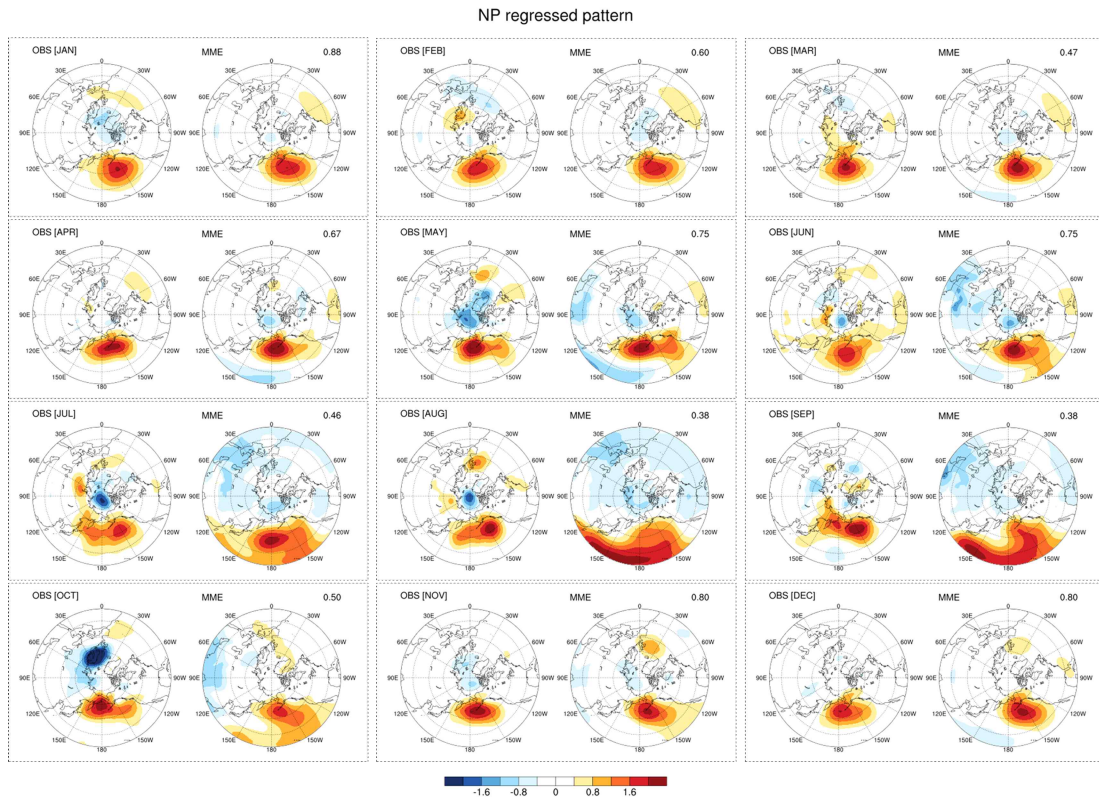 NP regressed pattern
OBS [JAN] MME 0.88
OBS [FEB] MME 0.60
OBS [MAR] MME 0.47
0 30W 60W 90W 120W 150W 180 150E 120E 90E 60E 30E
OBS [APR] MME 0.67
OBS [MAY] MME 0.75
OBS [JUN] MME 0.75
OBS [JUL] MME 0.46
OBS [AUG] MME 0.38
OBS [SEP] MME 0.38
OBS [OCT] MME 0.50
OBS [NOV] MME 0.80
OBS [DEC] MME 0.80
-1.6 -0.8 0 0.8 1.6